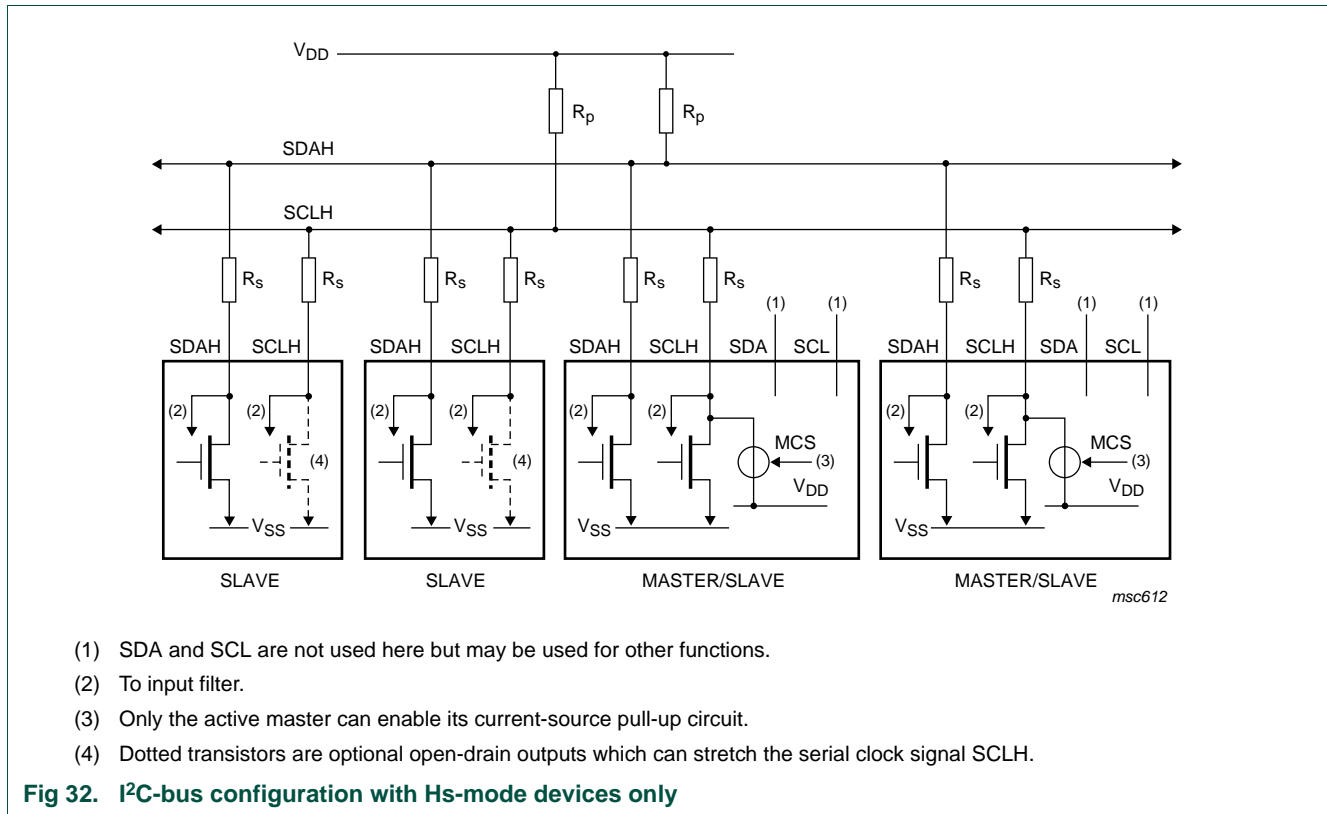 VDD
Rp Rp
SDAH
SCLH
Rs Rs Rs Rs Rs Rs Rs Rs
(1) (1) (1) (1)
SDAH SCLH SDAH SCLH SDAH SCLH SDA SCL SDAH SCLH SDA SCL
(2) (2) (2) (2) (2) (2) (2) (2)
MCS MCS
(4) (4) (3) (3)
VDD VDD
VSS VSS VSS VSS
SLAVE SLAVE MASTER/SLAVE MASTER/SLAVE
msc612
(1) SDA and SCL are not used here but may be used for other functions.
(2) To input filter.
(3) Only the active master can enable its current-source pull-up circuit.
(4) Dotted transistors are optional open-drain outputs which can stretch the serial clock signal SCLH.
Fig 32. I²C-bus configuration with Hs-mode devices only